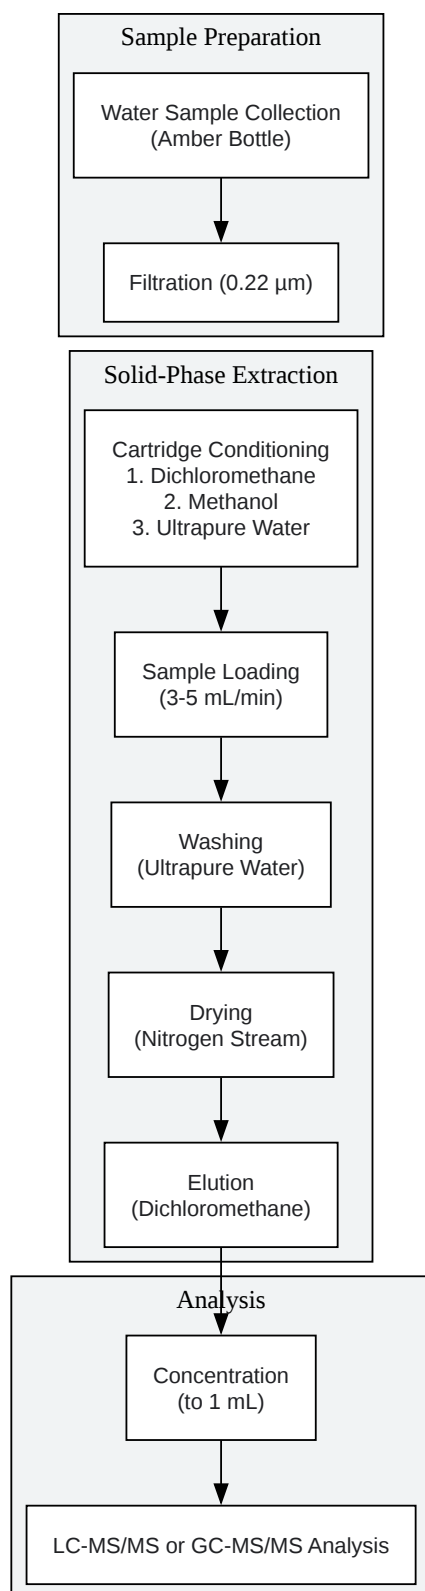 Sample Preparation
Water Sample Collection
(Amber Bottle)
Filtration (0.22 µm)
Solid-Phase Extraction
Cartridge Conditioning
1. Dichloromethane
2. Methanol
3. Ultrapure Water
Sample Loading
(3-5 mL/min)
Washing
(Ultrapure Water)
Drying
(Nitrogen Stream)
Elution
(Dichloromethane)
Analysis
Concentration
(to 1 mL)
LC-MS/MS or GC-MS/MS Analysis